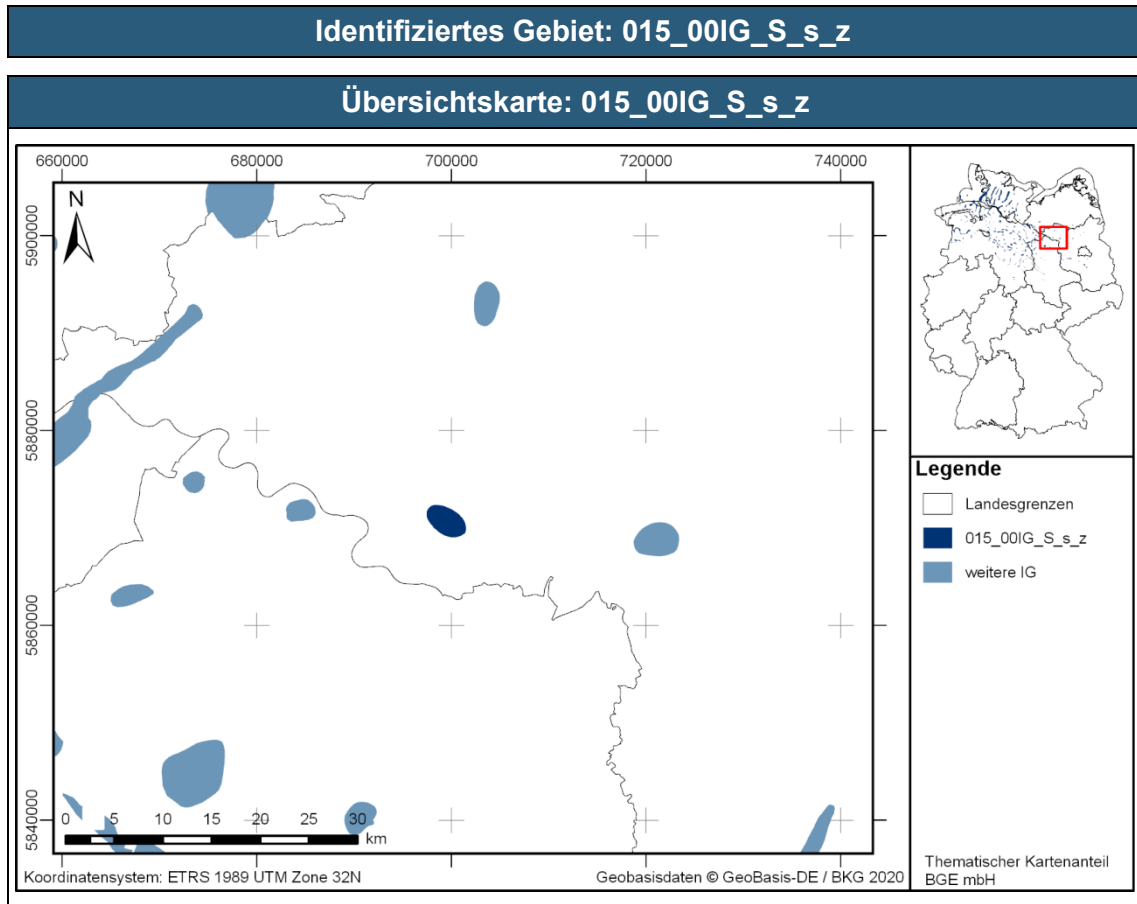 Identifiziertes Gebiet: 015_00IG_S_s_z
Übersichtskarte: 015_00IG_S_s_z
660000 680000 700000 720000 740000
N
5900000
5880000
5860000
5840000
0 5 10 15 20 25 30
km
Koordinatensystem: ETRS 1989 UTM Zone 32N
Geobasisdaten © GeoBasis-DE / BKG 2020
Legende
Landesgrenzen
015_00IG_S_s_z
weitere IG
Thematischer Kartenanteil
BGE mbH